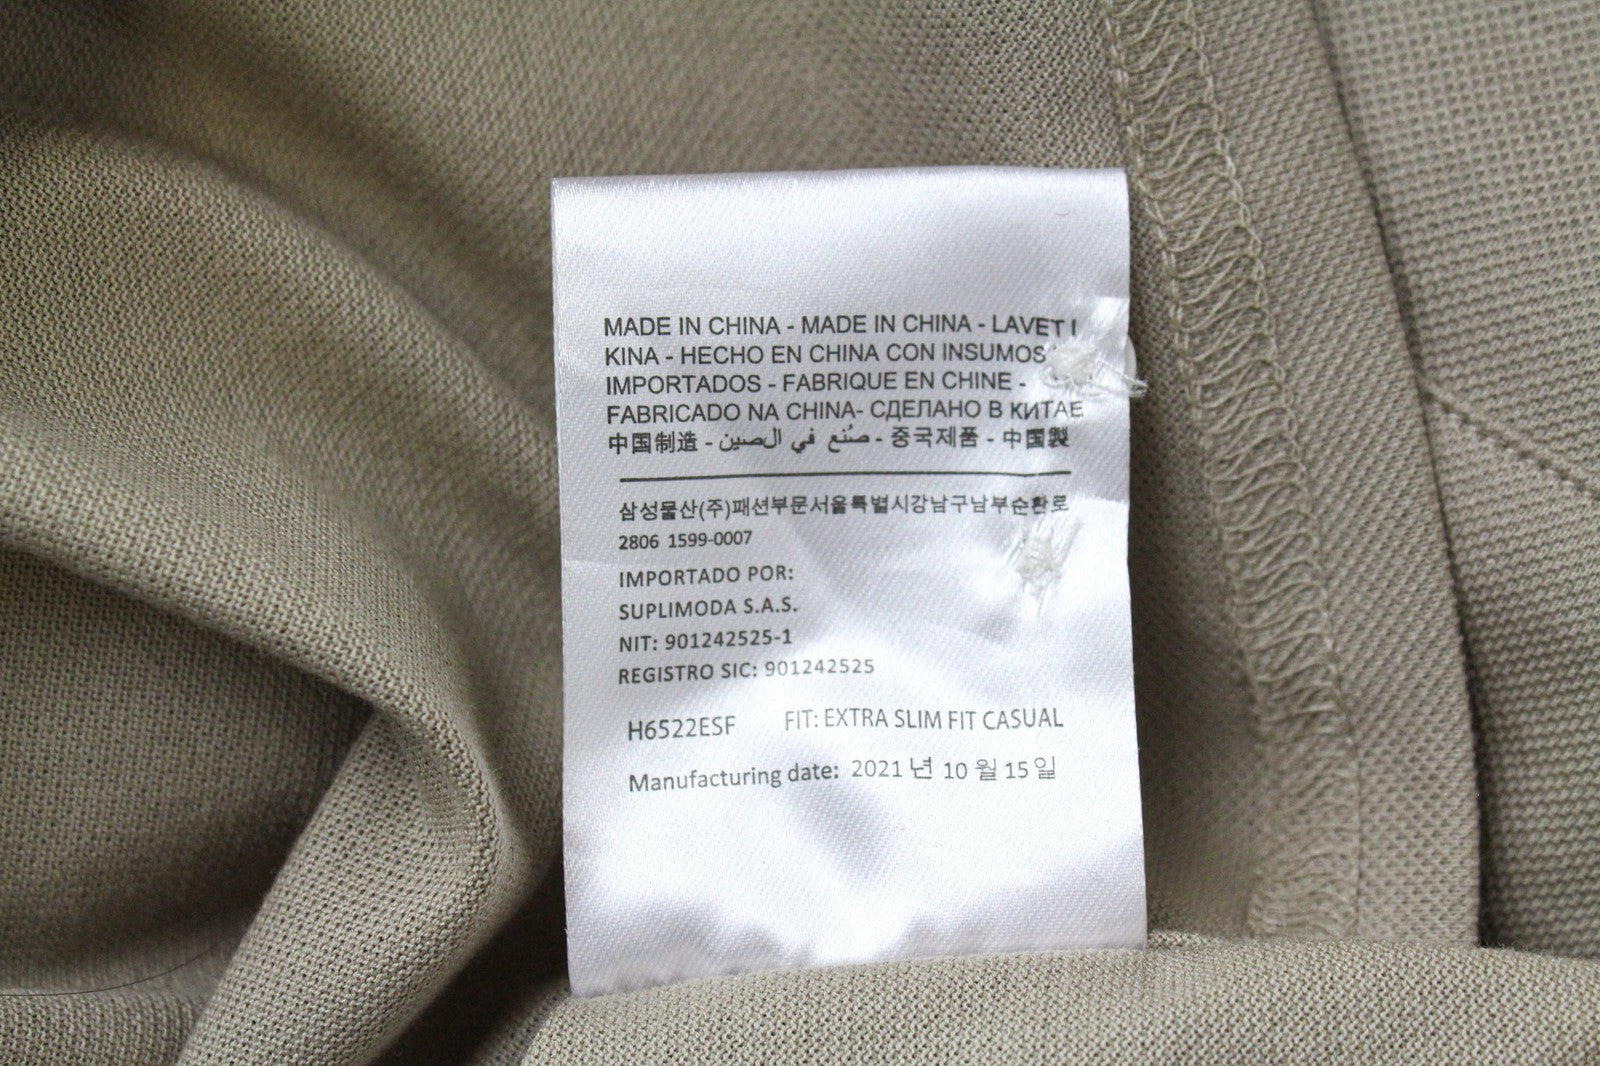 MADE IN CHINA - MADE IN CHINA - LAVET I
KINA - HECHO EN CHINA CON INSUMOS
IMPORTADOS - FABRIQUE EN CHINE -
FABRICADO NA CHINA- СДЕЛАНО В КИТАЕ
中国制造 - صُنع في الصين - 중국제품 - 中国製
삼성물산(주)패션부문서울특별시강남구남부순환로
2806 1599-0007
IMPORTADO POR:
SUPLIMODA S.A.S.
NIT: 901242525-1
REGISTRO SIC: 901242525
H6522ESF FIT: EXTRA SLIM FIT CASUAL
Manufacturing date: 2021 년 10 월 15 일